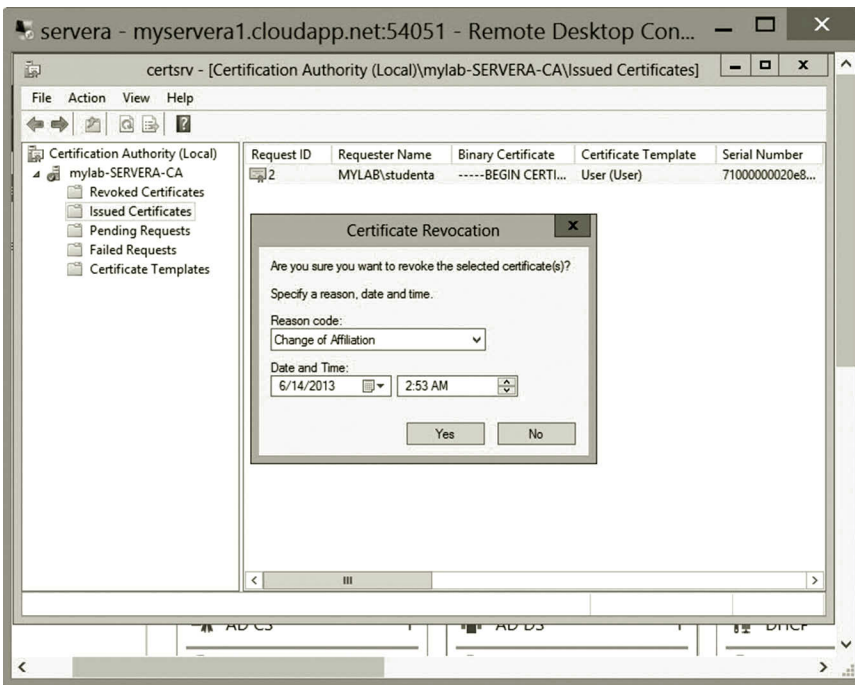 servera - myservera1.cloudapp.net:54051 - Remote Desktop Con...
certsrv - [Certification Authority (Local)\mylab-SERVERA-CA\Issued Certificates]
File Action View Help
Certification Authority (Local)
mylab-SERVERA-CA
Revoked Certificates
Issued Certificates
Pending Requests
Failed Requests
Certificate Templates
Request ID Requester Name Binary Certificate Certificate Template Serial Number
2 MYLAB\studenta -----BEGIN CERTI... User (User) 71000000020e8...
Certificate Revocation
Are you sure you want to revoke the selected certificate(s)?
Specify a reason, date and time.
Reason code:
Change of Affiliation
Date and Time:
6/14/2013 2:53 AM
Yes No
AD CS AD DS DHCP